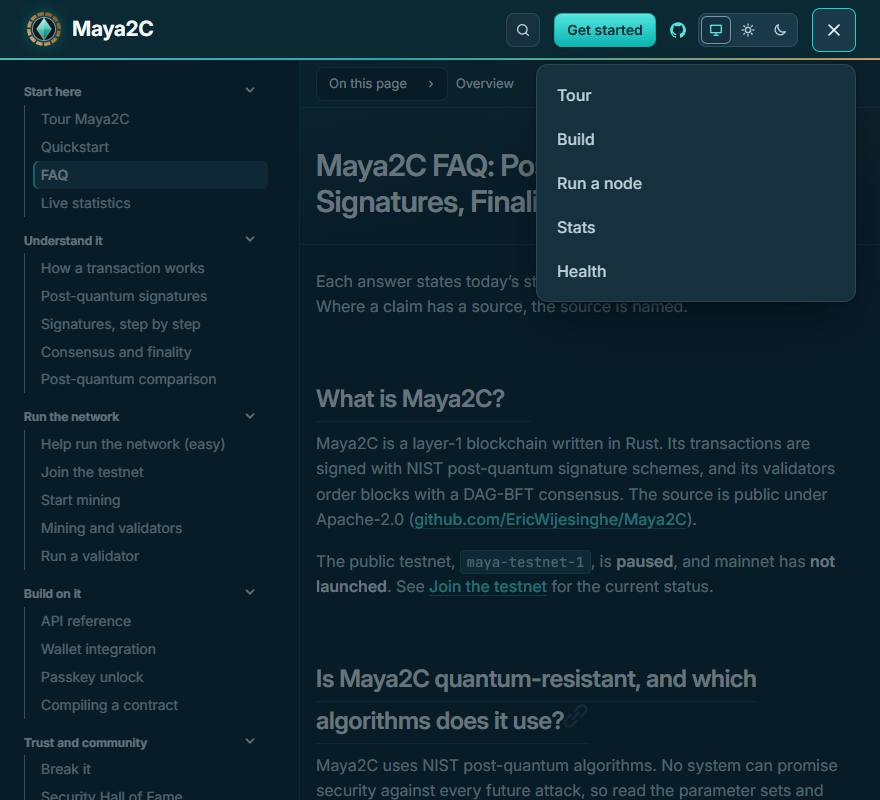 Maya2C
Get started
Tour
Build
Run a node
Stats
Health
Start here
Tour Maya2C
Quickstart
FAQ
Live statistics
Understand it
How a transaction works
Post-quantum signatures
Signatures, step by step
Consensus and finality
Post-quantum comparison
Run the network
Help run the network (easy)
Join the testnet
Start mining
Mining and validators
Run a validator
Build on it
API reference
Wallet integration
Passkey unlock
Compiling a contract
Trust and community
Break it
Security Hall of Fame
On this page
Overview
Maya2C FAQ:
Signatures,
Each answer states today's
Where a claim has a source, the source is named.
What is Maya2C?
Maya2C is a layer-1 blockchain written in Rust. Its transactions are
signed with NIST post-quantum signature schemes, and its validators
order blocks with a DAG-BFT consensus. The source is public under
Apache-2.0 (github.com/EricWijesinghe/Maya2C).
The public testnet, maya-testnet-1, is paused, and mainnet has not
launched. See Join the testnet for the current status.
Is Maya2C quantum-resistant, and which
algorithms does it use?
Maya2C uses NIST post-quantum algorithms. No system can promise
security against every future attack, so read the parameter sets and